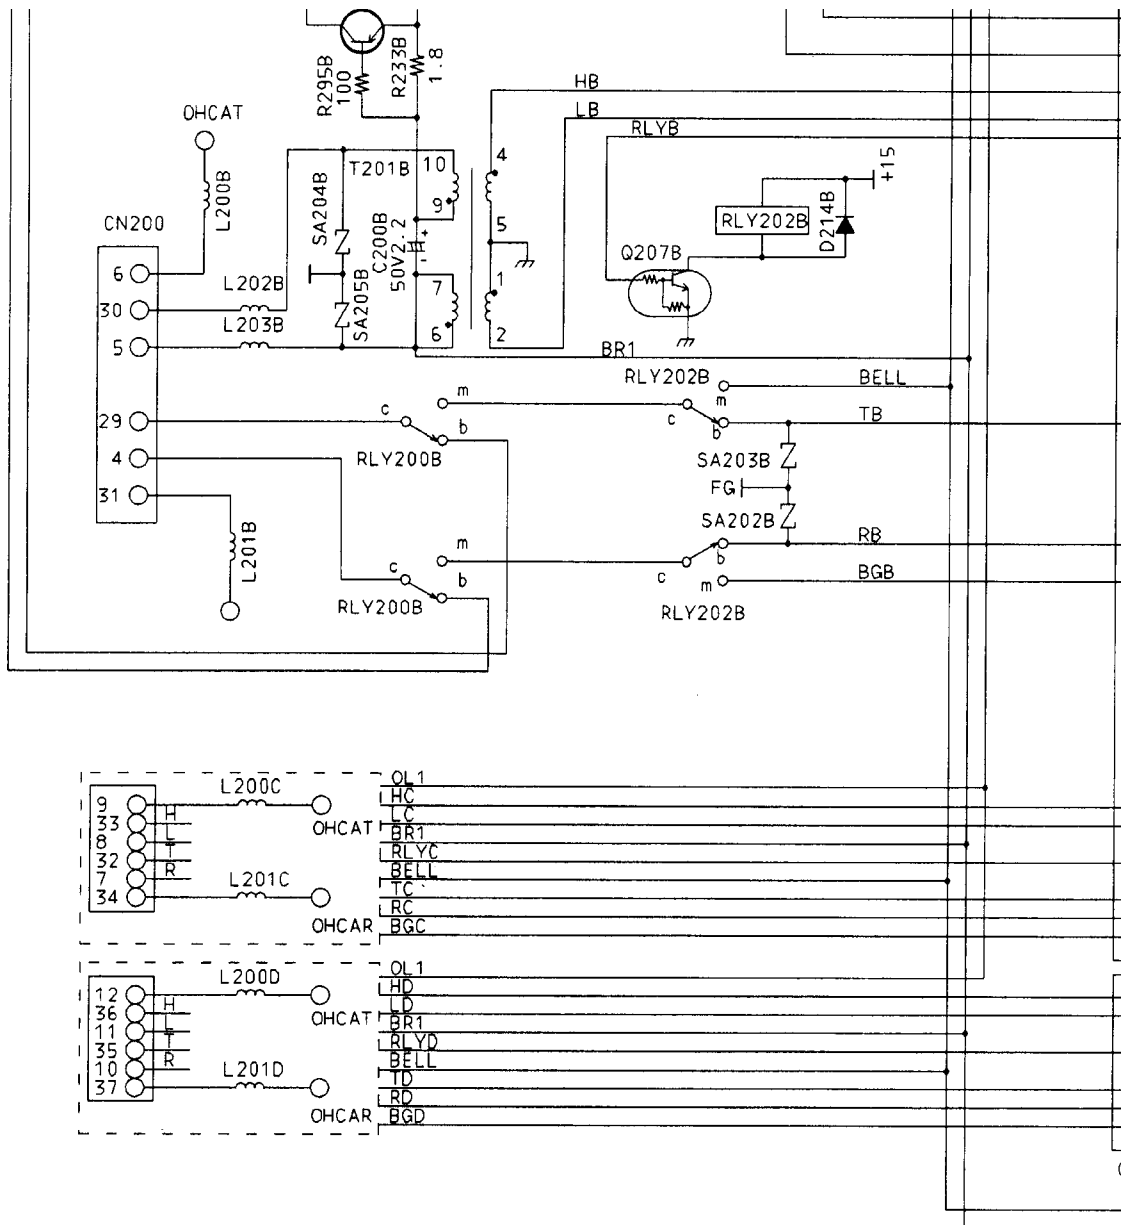 R295B
100
R233B
1.8
HB
LB
RLYB
OHCAT
L200B
CN200
6
30
5
29
4
31
L202B
L203B
SA204B
SA205B
T201B
10
9
C200B
50V2.2
+
-
7
6
4
5
1
2
+15
RLY202B
D214B
Q207B
BR1
RLY202B
BELL
m
c
b
TB
c
m
b
RLY200B
SA203B
FG
SA202B
RB
BGB
c
b
m
RLY202B
c
m
b
RLY200B
L201B
9
33
8
32
7
34
H
L
T
R
L200C
OHCAT
L201C
OHCAR
OL1
HC
LC
BR1
RLYC
BELL
TC
RC
BGC
12
36
11
35
10
37
H
L
T
R
L200D
OHCAT
L201D
OHCAR
OL1
HD
LD
BR1
RLYD
BELL
TD
RD
BGD